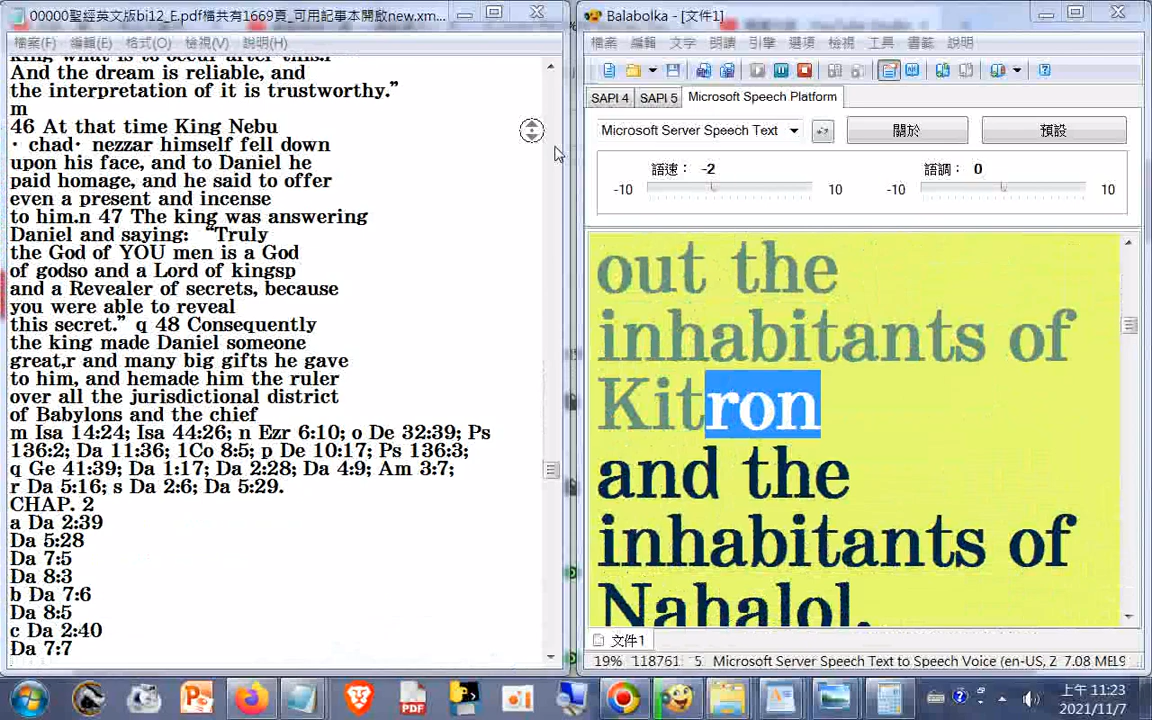 00000聖經英文版bi12_E.pdf檔共有1669頁_可用記事本開啟new.xm...
檔案(F) 編輯(E) 格式(O) 檢視(V) 說明(H)
King what is to occur after this.l
And the dream is reliable, and
the interpretation of it is trustworthy.”
m
46 At that time King Nebu
· chad· nezzar himself fell down
upon his face, and to Daniel he
paid homage, and he said to offer
even a present and incense
to him.n 47 The king was answering
Daniel and saying: “Truly
the God of YOU men is a God
of godso and a Lord of kingsp
and a Revealer of secrets, because
you were able to reveal
this secret.” q 48 Consequently
the king made Daniel someone
great,r and many big gifts he gave
to him, and hemade him the ruler
over all the jurisdictional district
of Babylons and the chief
m Isa 14:24; Isa 44:26; n Ezr 6:10; o De 32:39; Ps
136:2; Da 11:36; 1Co 8:5; p De 10:17; Ps 136:3;
q Ge 41:39; Da 1:17; Da 2:28; Da 4:9; Am 3:7;
r Da 5:16; s Da 2:6; Da 5:29.
CHAP. 2
a Da 2:39
Da 5:28
Da 7:5
Da 8:3
b Da 7:6
Da 8:5
c Da 2:40
Da 7:7
Balabolka - [文件1]
檔案 編輯 文字 朗讀 引擎 選項 檢視 工具 書籤 說明
SAPI 4 SAPI 5 Microsoft Speech Platform
Microsoft Server Speech Text 關於 預設
語速： -2 語調： 0
-10 10 -10 10
out the
inhabitants of
Kitron
and the
inhabitants of
Nahalol,
文件1
19% 118761 5 Microsoft Server Speech Text to Speech Voice (en-US, Z 7.08 ME
上午 11:23
2021/11/7